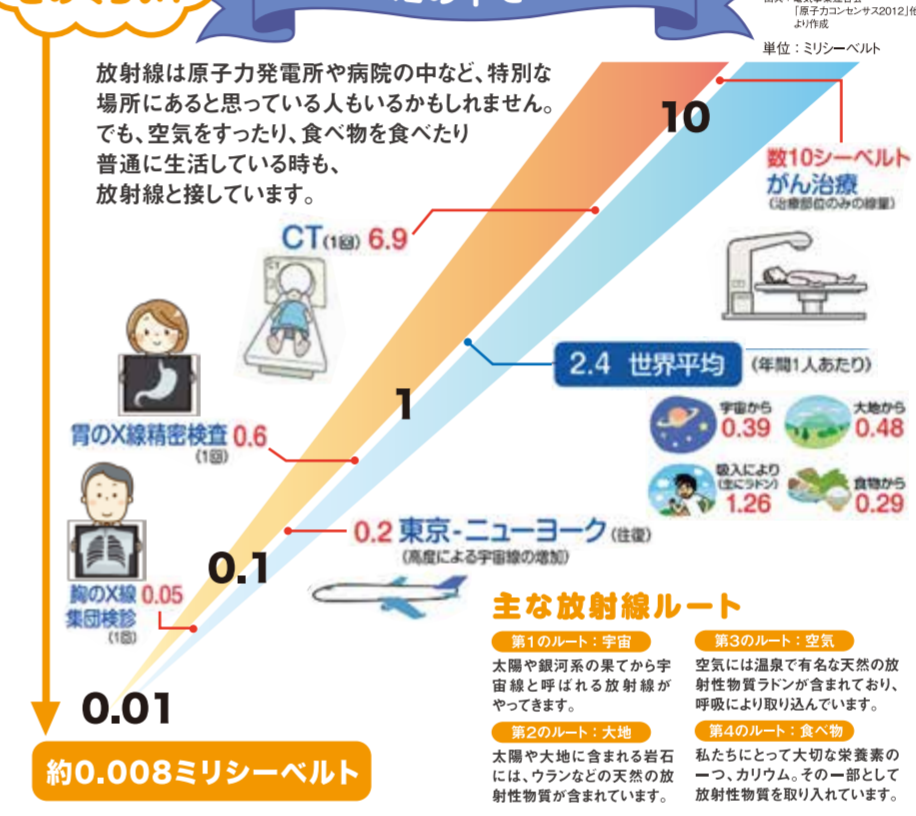 「原子力コンセンサス2012」他
より作成
単位：ミリシーベルト
放射線は原子力発電所や病院の中など、特別な
場所にあると思っている人もいるかもしれません。
でも、空気をすったり、食べ物を食べたり
普通に生活している時も、
放射線と接しています。
10
数10シーベルト
がん治療
（治療部位のみの線量）
CT（1回） 6.9
CT
2.4 世界平均 （年間1人あたり）
宇宙から
0.39
大地から
0.48
吸入により
（主にラドン）
1.26
食物から
0.29
1
胃のX線精密検査 0.6
（1回）
0.2 東京-ニューヨーク（往復）
（高度による宇宙線の増加）
0.1
胸のX線 0.05
集団検診
（1回）
0.01
約0.008ミリシーベルト
主な放射線ルート
第1のルート：宇宙
太陽や銀河系の果てから宇
宙線と呼ばれる放射線が
やってきます。
第2のルート：大地
太陽や大地に含まれる岩石
には、ウランなどの天然の放
射性物質が含まれています。
第3のルート：空気
空気には温泉で有名な天然の放
射性物質ラドンが含まれており、
呼吸により取り込んでいます。
第4のルート：食べ物
私たちにとって大切な栄養素の
一つ、カリウム。その一部として
放射性物質を取り入れています。